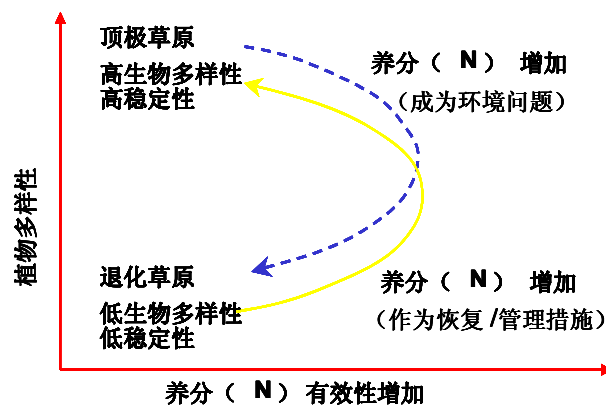 顶极草原
高生物多样性
高稳定性
养分（ N ） 增加
（成为环境问题）
植物多样性
退化草原
低生物多样性
低稳定性
养分（ N ） 增加
（作为恢复 /管理措施）
养分（ N ）有效性增加